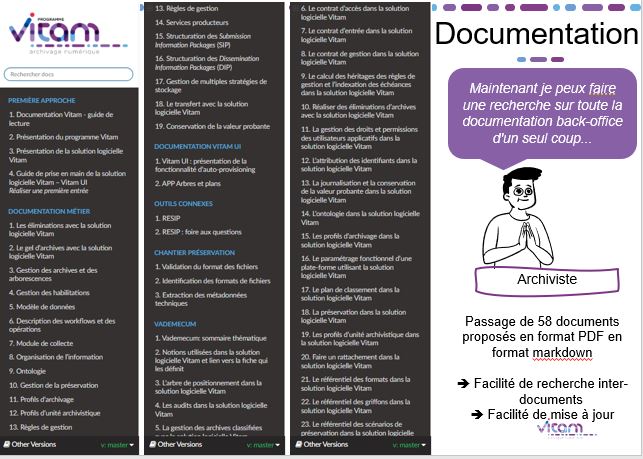 PROGRAMME
vitam
archivage numérique
Rechercher docs
PREMIÈRE APPROCHE
1. Documentation Vitam - guide de
lecture
2. Présentation du programme Vitam
3. Présentation de la solution logicielle
Vitam
4. Guide de prise en main de la solution
logicielle Vitam – Vitam UI
Réaliser une première entrée
DOCUMENTATION MÉTIER
1. Les éliminations avec la solution
logicielle Vitam
2. Le gel d'archives avec la solution
logicielle Vitam
3. Gestion des archives et des
arborescences
4. Gestion des habilitations
5. Modèle de données
6. Description des workflows et des
opérations
7. Module de collecte
8. Organisation de l'information
9. Ontologie
10. Gestion de la préservation
11. Profils d'archivage
12. Profils d'unité archivistique
13. Règles de gestion
Other Versions
v: master
13. Règles de gestion
14. Services producteurs
15. Structuration des Submission
Information Packages (SIP)
16. Structuration des Dissemination
Information Packages (DIP)
17. Gestion de multiples stratégies de
stockage
18. Le transfert avec la solution
logicielle Vitam
19. Conservation de la valeur probante
DOCUMENTATION VITAM UI
1. Vitam UI : présentation de la
fonctionnalité d'auto-provisioning
2. APP Arbres et plans
OUTILS CONNEXES
1. RESIP
2. RESIP : foire aux questions
CHANTIER PRÉSERVATION
1. Validation du format de fichiers
2. Identification des formats de fichiers
3. Extraction des métadonnées
techniques
VADEMECUM
1. Vademecum: sommaire thématique
2. Notions utilisées dans la solution
logicielle Vitam et lien vers la fiche qui
les définit
3. L'arbre de positionnement dans la
solution logicielle Vitam
4. Les audits dans la solution logicielle
Vitam
5. La gestion des archives classifiées
avec la solution logicielle Vitam
Other Versions
v: master
6. Le contrat d'accès dans la solution
logicielle Vitam
7. Le contrat d'entrée dans la solution
logicielle Vitam
8. Le contrat de gestion dans la solution
logicielle Vitam
9. Le calcul des héritages des règles de
gestion et l'indexation des échéances
dans la solution logicielle Vitam
10. Réaliser des éliminations d'archives
avec la solution logicielle Vitam
11. La gestion des droits et permissions
des utilisateurs applicatifs dans la
solution logicielle Vitam
12. L'attribution des identifiants dans la
solution logicielle Vitam
13. La journalisation et la conservation
de la valeur probante dans la solution
logicielle Vitam
14. L'ontologie dans la solution logicielle
Vitam
15. Les profils d'archivage dans la
solution logicielle Vitam
16. Le paramétrage fonctionnel d'une
plate-forme utilisant la solution
logicielle Vitam
17. Le plan de classement dans la
solution logicielle Vitam
18. La préservation dans la solution
logicielle Vitam
19. Les profils d'unité archivistique dans
la solution logicielle Vitam
20. Faire un rattachement dans la
solution logicielle Vitam
21. Le référentiel des formats dans la
solution logicielle Vitam
22. Le référentiel des griffons dans la
solution logicielle Vitam
23. Le référentiel des scénarios de
préservation dans la solution logicielle
Other Versions
v: master
Documentation
Maintenant je peux faire
une recherche sur toute la
documentation back-office
d'un seul coup...
Archiviste
Passage de 58 documents
proposés en format PDF en
format markdown
➔ Facilité de recherche inter-
documents
➔ Facilité de mise à jour
vitam